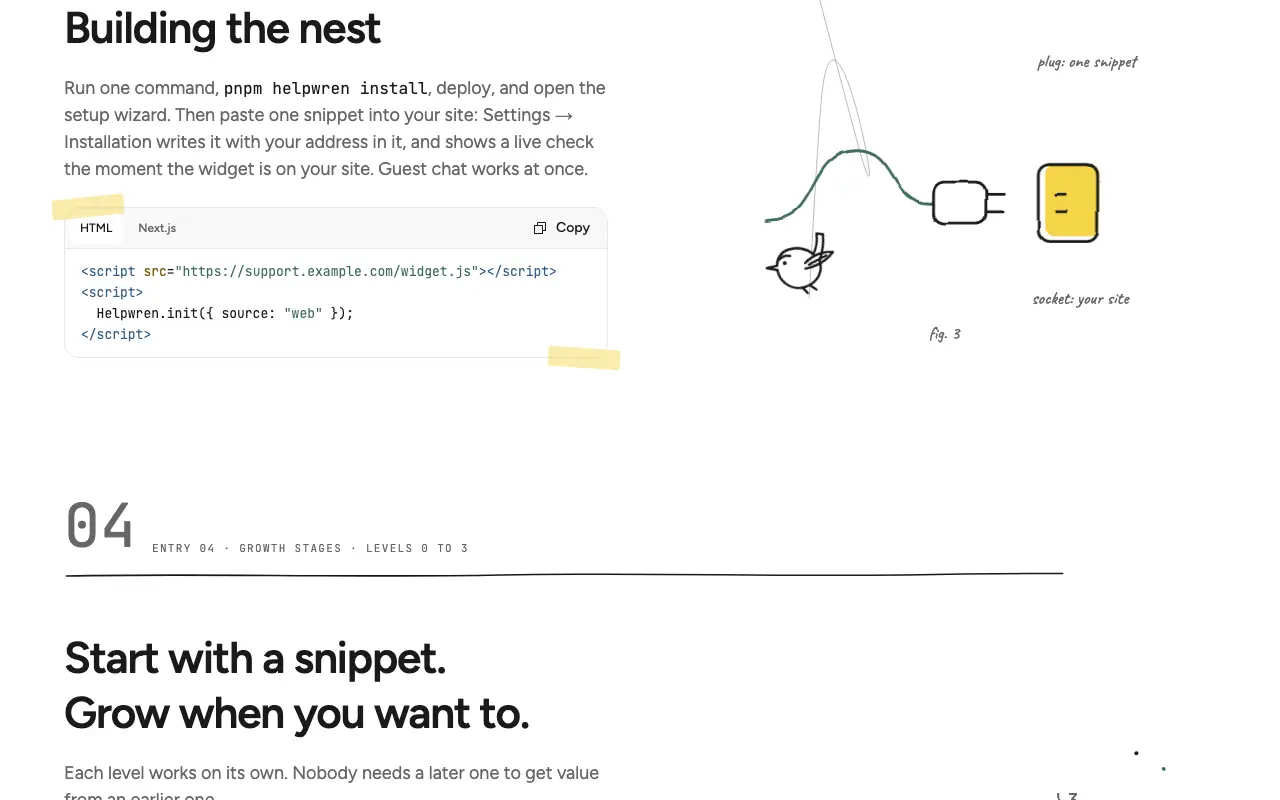 Building the nest
Run one command, pnpm helpwren install, deploy, and open the
setup wizard. Then paste one snippet into your site: Settings →
Installation writes it with your address in it, and shows a live check
the moment the widget is on your site. Guest chat works at once.
HTML
Next.js
Copy
<script src="https://support.example.com/widget.js"></script>
<script>
  Helpwren.init({ source: "web" });
</script>
plug: one snippet
socket: your site
fig. 3
04
ENTRY 04 · GROWTH STAGES · LEVELS 0 TO 3
Start with a snippet.
Grow when you want to.
Each level works on its own. Nobody needs a later one to get value
from an earlier one.